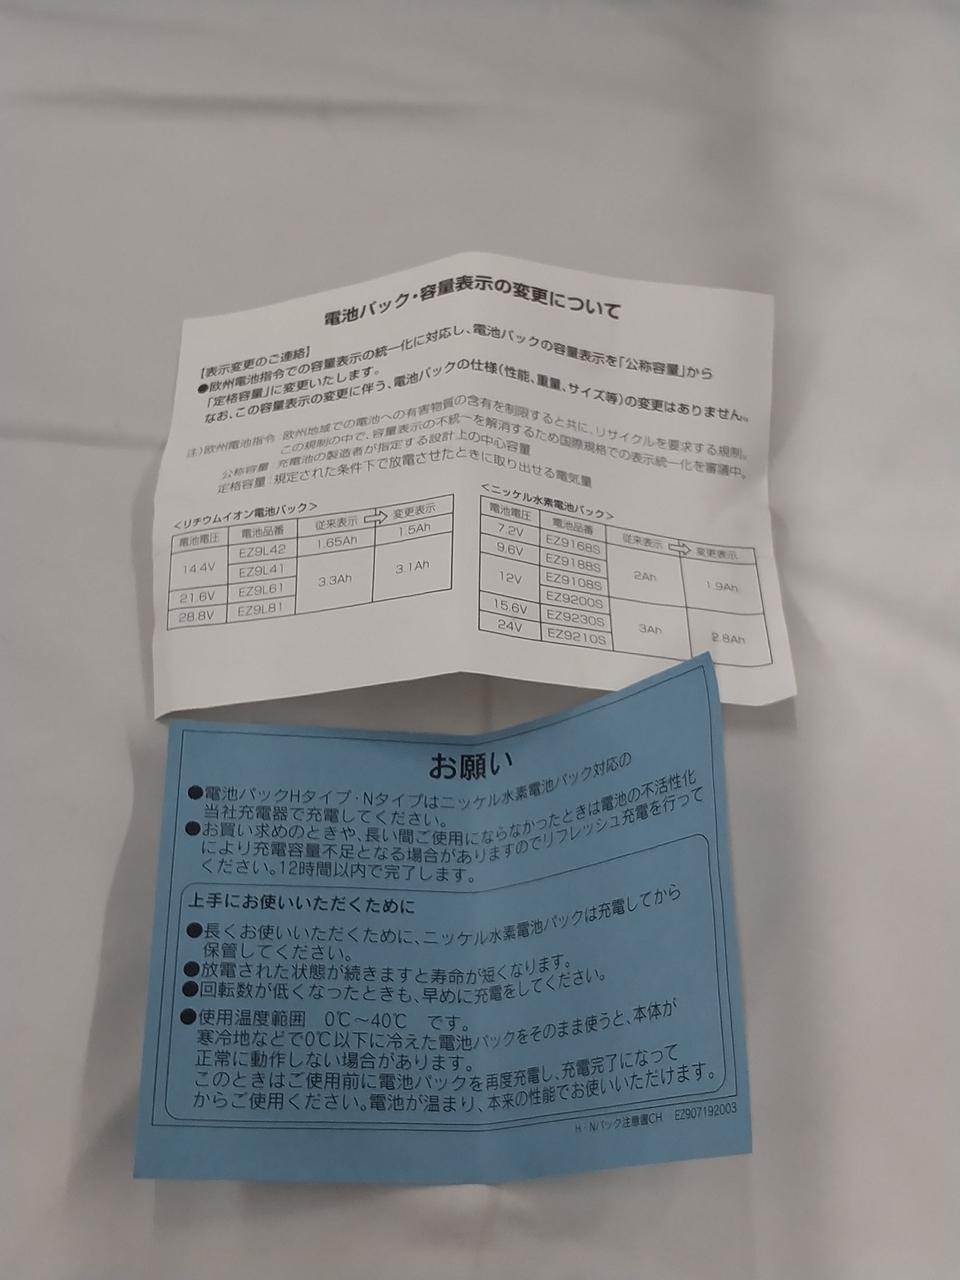 電池パック・容量表示の変更について
【表示変更のご連絡】
●欧州電池指令での容量表示の統一化に対応し、電池パックの容量表示を「公称容量」から
「定格容量」に変更いたします。
なお、この容量表示の変更に伴う、電池パックの仕様(性能、重量、サイズ等)の変更はありません。
注)欧州電池指令:欧州地域での電池への有害物質の含有を制限すると共に、リサイクルを要求する規制。
この規制の中で、容量表示の不統一を解消するため国際規格での表示統一化を審議中。
公称容量:充電池の製造者が指定する設計上の中心容量
定格容量:規定された条件下で放電させたときに取り出せる電気量
<リチウムイオン電池パック>
電池電圧 電池品番 従来表示 ⇨ 変更表示
14.4V EZ9L42 1.65Ah 1.5Ah
EZ9L41 3.3Ah 3.1Ah
21.6V EZ9L61
28.8V EZ9L81
<ニッケル水素電池パック>
電池電圧 電池品番 従来表示 ⇨ 変更表示
7.2V EZ9168S 2Ah 1.9Ah
9.6V EZ9188S
12V EZ9108S
EZ9200S 3Ah 2.8Ah
15.6V EZ9230S
24V EZ9210S
お願い
●電池パックHタイプ・Nタイプはニッケル水素電池パック対応の
当社充電器で充電してください。
●お買い求めのときや、長い間ご使用にならなかったときは電池の不活性化
により充電容量不足となる場合がありますのでリフレッシュ充電を行って
ください。12時間以内で完了します。
上手にお使いいただくために
●長くお使いいただくために、ニッケル水素電池パックは充電してから
保管してください。
●放電された状態が続きますと寿命が短くなります。
●回転数が低くなったときも、早めに充電をしてください。
●使用温度範囲 0℃～40℃ です。
寒冷地などで0℃以下に冷えた電池パックをそのまま使うと、本体が
正常に動作しない場合があります。
このときはご使用前に電池パックを再度充電し、充電完了になって
からご使用ください。電池が温まり、本来の性能でお使いいただけます。
H・Nパック注意書CH EZ907192003